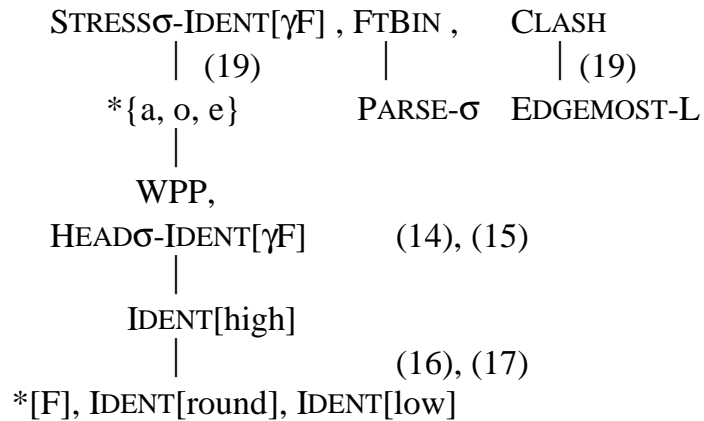 STRESSσ-IDENT[γF] , FTBIN , CLASH
(19) (19)
*{a, o, e} PARSE-σ EDGEMOST-L
WPP,
HEADσ-IDENT[γF] (14), (15)
IDENT[high]
(16), (17)
*[F], IDENT[round], IDENT[low]